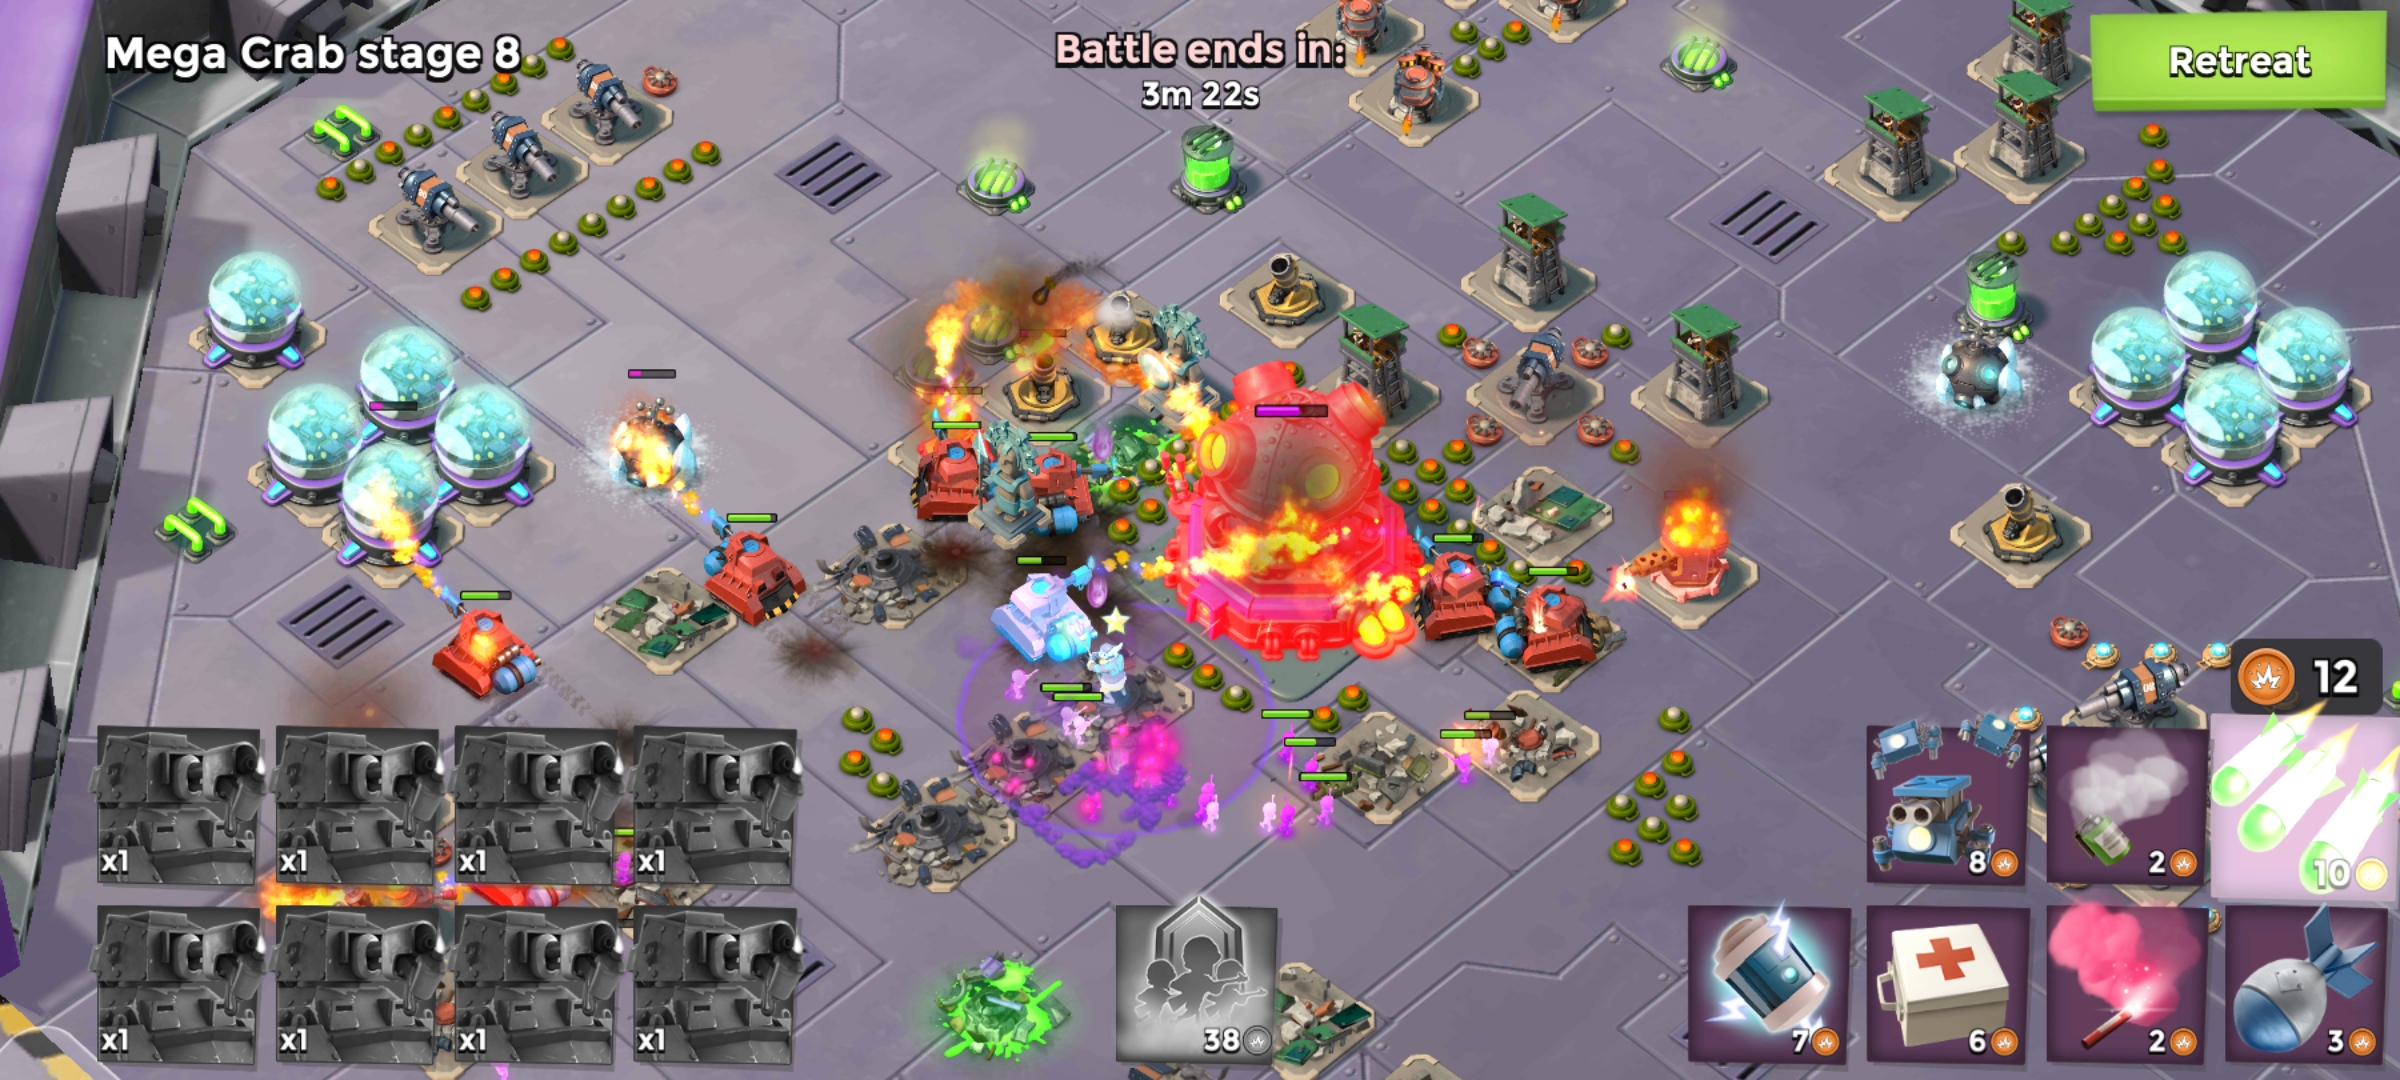 Mega Crab stage 8
Battle ends in:
3m 22s
Retreat
12
x1
x1
x1
x1
8
2
10
x1
x1
x1
x1
38
7
6
2
3